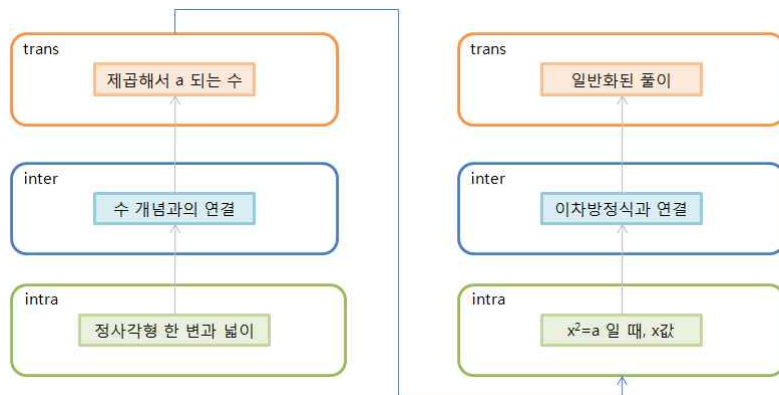 trans
제곱해서 a 되는 수
inter
수 개념과의 연결
intra
정사각형 한 변과 넓이
trans
일반화된 풀이
inter
이차방정식과 연결
intra
x²=a 일 때, x값